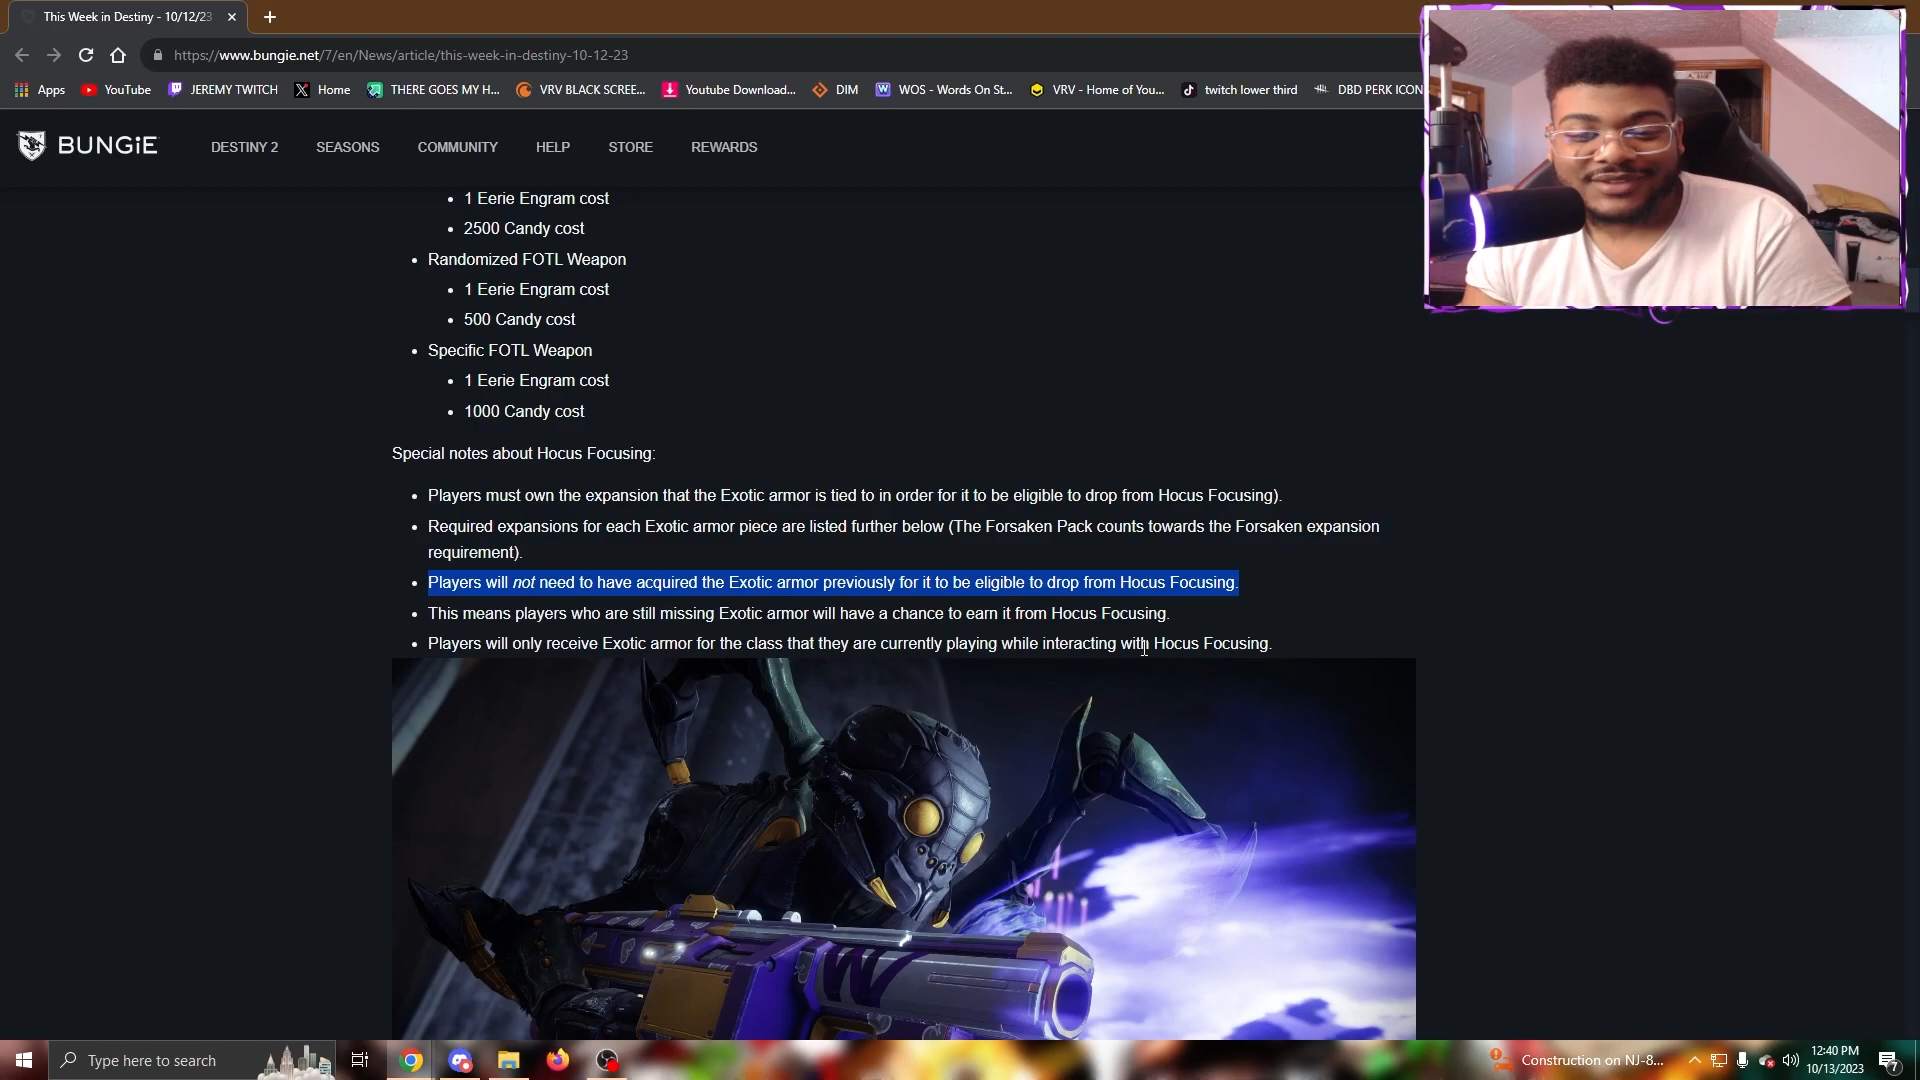 This Week in Destiny - 10/12/23
https://www.bungie.net/7/en/News/article/this-week-in-destiny-10-12-23
Apps YouTube JEREMY TWITCH Home THERE GOES MY H... VRV BLACK SCREE... Youtube Download... DIM WOS - Words On St... VRV - Home of You... twitch lower third DBD PERK ICON
BUNGiE DESTINY 2 SEASONS COMMUNITY HELP STORE REWARDS
• 1 Eerie Engram cost
• 2500 Candy cost
• Randomized FOTL Weapon
• 1 Eerie Engram cost
• 500 Candy cost
• Specific FOTL Weapon
• 1 Eerie Engram cost
• 1000 Candy cost
Special notes about Hocus Focusing:
• Players must own the expansion that the Exotic armor is tied to in order for it to be eligible to drop from Hocus Focusing).
• Required expansions for each Exotic armor piece are listed further below (The Forsaken Pack counts towards the Forsaken expansion
requirement).
• Players will not need to have acquired the Exotic armor previously for it to be eligible to drop from Hocus Focusing.
• This means players who are still missing Exotic armor will have a chance to earn it from Hocus Focusing.
• Players will only receive Exotic armor for the class that they are currently playing while interacting with Hocus Focusing.
Type here to search
Construction on NJ-8...
12:40 PM
10/13/2023
7